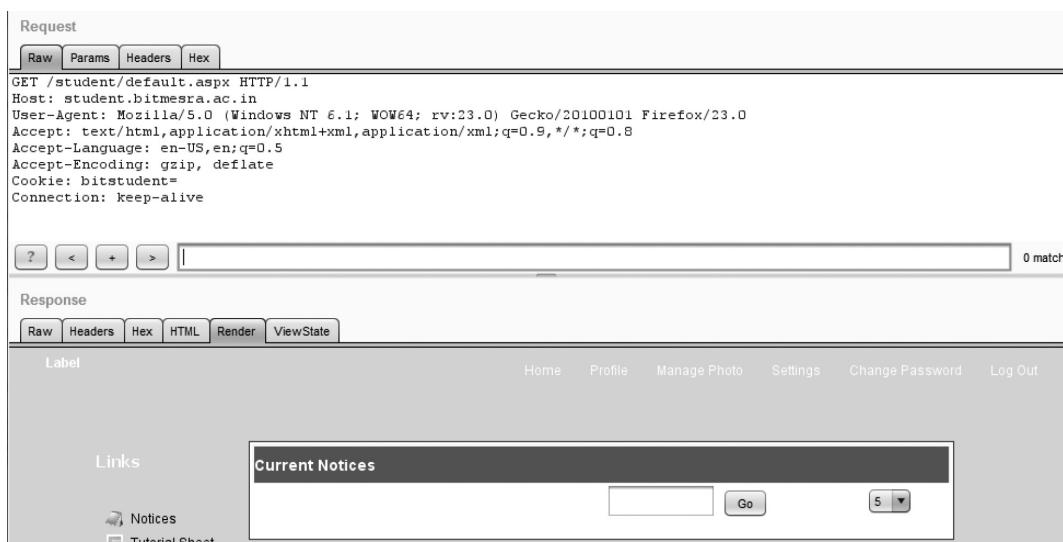 Request
Raw Params Headers Hex
GET /student/default.aspx HTTP/1.1
Host: student.bitmesra.ac.in
User-Agent: Mozilla/5.0 (Windows NT 6.1; WOW64; rv:23.0) Gecko/20100101 Firefox/23.0
Accept: text/html,application/xhtml+xml,application/xml;q=0.9,*/*;q=0.8
Accept-Language: en-US,en;q=0.5
Accept-Encoding: gzip, deflate
Cookie: bitstudent=
Connection: keep-alive
? < + > 0 match
Response
Raw Headers Hex HTML Render ViewState
Label Home Profile Manage Photo Settings Change Password Log Out
Links
Current Notices
Go 5
Notices
Tutorial Sheet